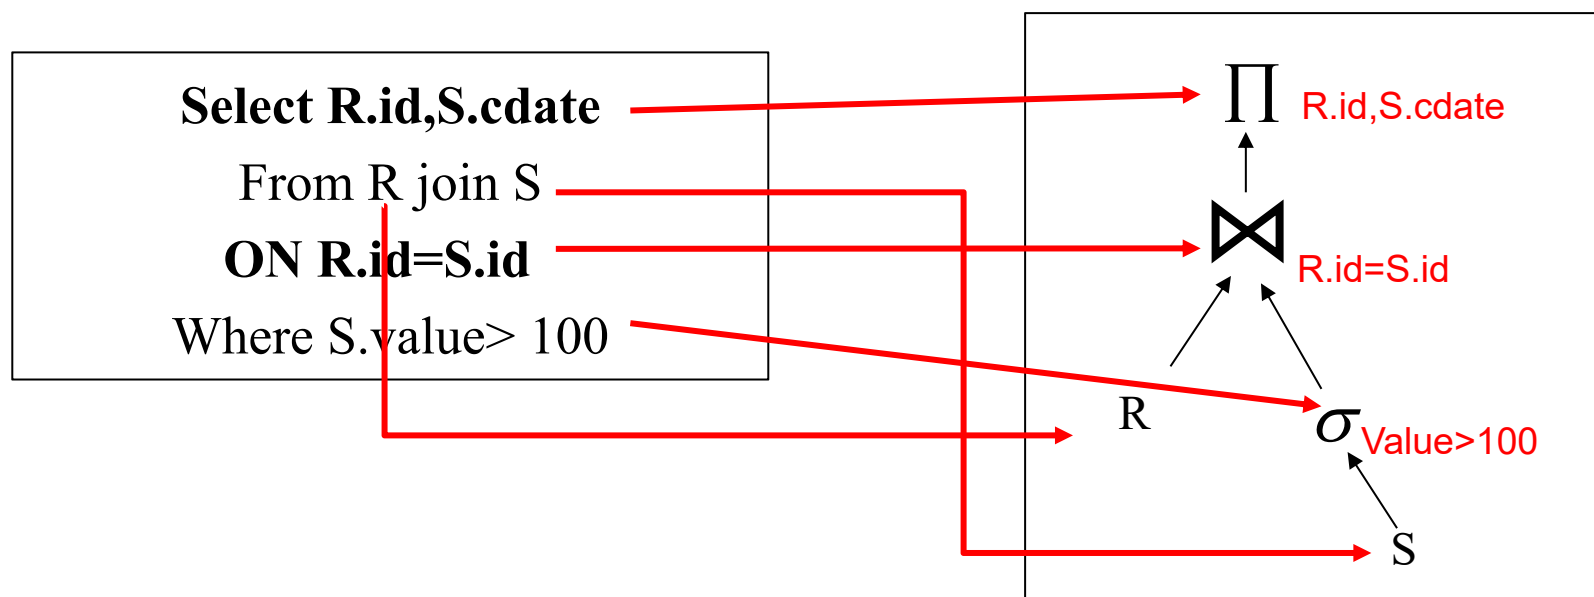 Select R.id,S.cdate
From R join S
ON R.id=S.id
Where S.value> 100
∏ R.id,S.cdate
⋈ R.id=S.id
R
σ Value>100
S